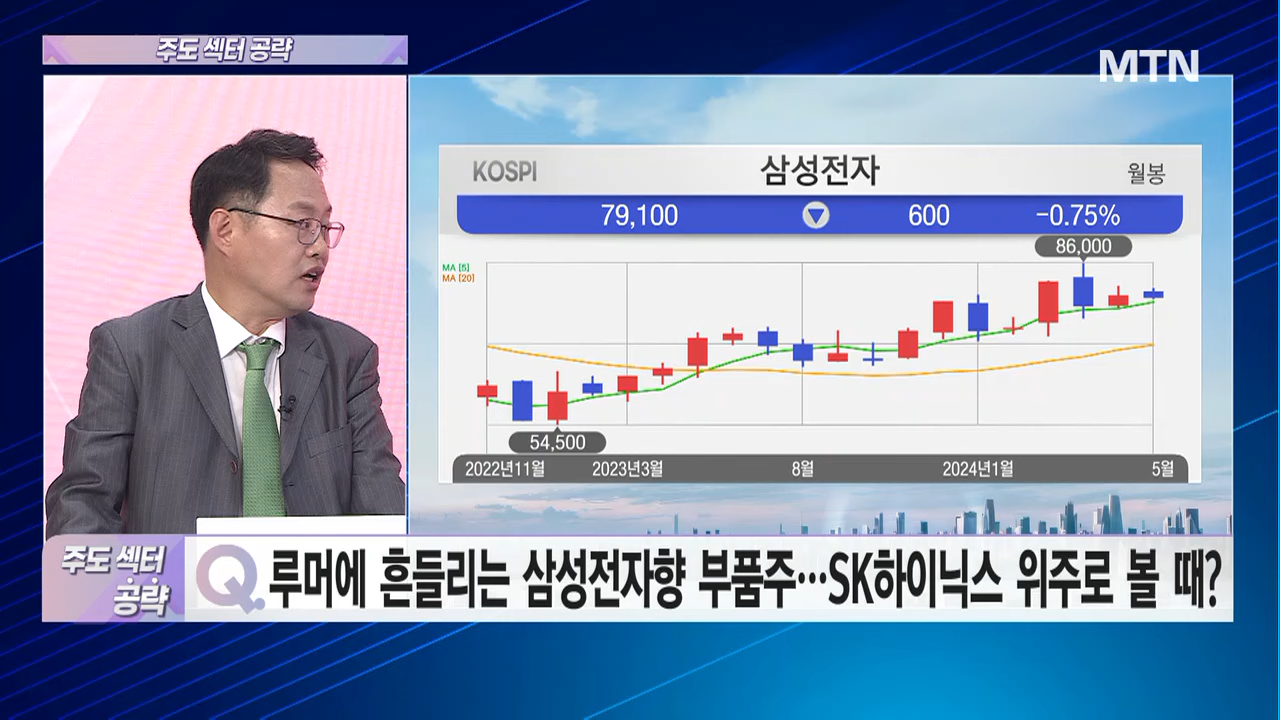 주도 섹터 공략
MTN
KOSPI 삼성전자 월봉
79,100 ▽ 600 -0.75%
86,000
MA [5]
MA [20]
54,500
2022년11월 2023년3월 8월 2024년1월 5월
주도 섹터
공략
Q. 루머에 흔들리는 삼성전자향 부품주…SK하이닉스 위주로 볼 때?